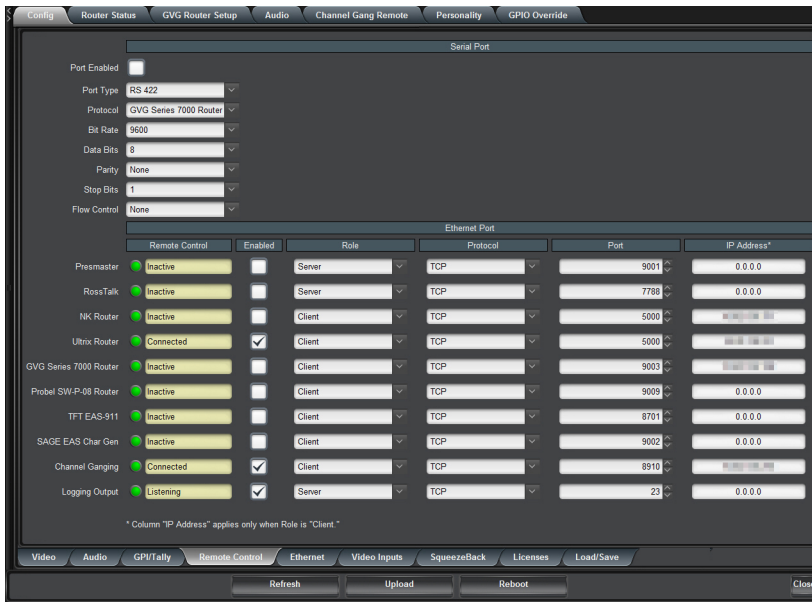 Config Router Status GVG Router Setup Audio Channel Gang Remote Personality GPIO Override
Serial Port
Port Enabled
Port Type RS 422
Protocol GVG Series 7000 Router
Bit Rate 9600
Data Bits 8
Parity None
Stop Bits 1
Flow Control None
Ethernet Port
Remote Control Enabled Role Protocol Port IP Address*
Presmaster Inactive Server TCP 9001 0.0.0.0
RossTalk Inactive Server TCP 7788 0.0.0.0
NK Router Inactive Client TCP 5000
Ultrix Router Connected Client TCP 5000
GVG Series 7000 Router Inactive Client TCP 9003
Probel SW-P-08 Router Inactive Client TCP 9009 0.0.0.0
TFT EAS-911 Inactive Client TCP 8701 0.0.0.0
SAGE EAS Char Gen Inactive Client TCP 9002 0.0.0.0
Channel Ganging Connected Client TCP 8910
Logging Output Listening Server TCP 23 0.0.0.0
* Column "IP Address" applies only when Role is "Client."
Video Audio GPI/Tally Remote Control Ethernet Video Inputs SqueezeBack Licenses Load/Save
Refresh Upload Reboot Close